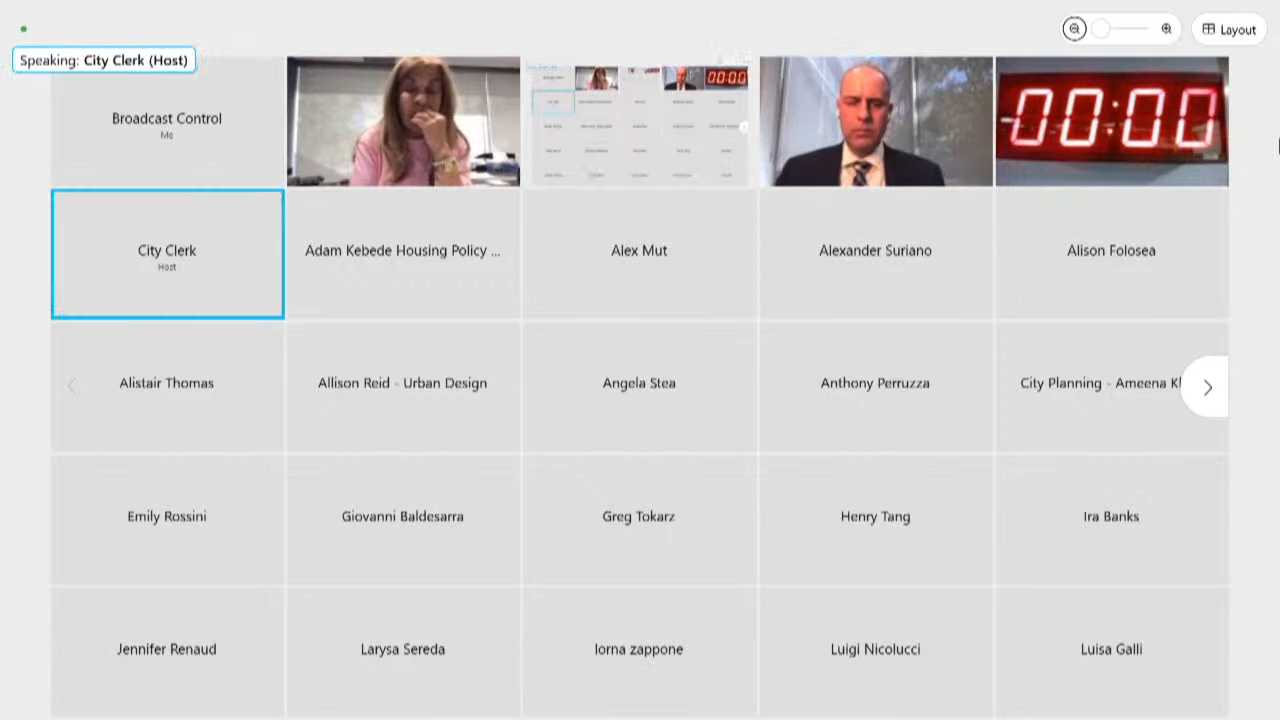 Layout
Speaking: City Clerk (Host)
Broadcast Control
Me
00:00
00:00
City Clerk
Host
Adam Kebede Housing Policy ...
Alex Mut
Alexander Suriano
Alison Folosea
Alistair Thomas
Allison Reid - Urban Design
Angela Stea
Anthony Perruzza
City Planning - Ameena
Emily Rossini
Giovanni Baldesarra
Greg Tokarz
Henry Tang
Ira Banks
Jennifer Renaud
Larysa Sereda
lorna zappone
Luigi Nicolucci
Luisa Galli